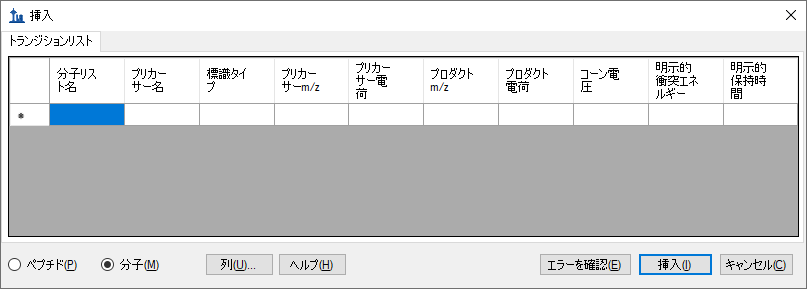 挿入
トランジションリスト
分子リス
ト名
プリカー
サー名
標識タイ
プ
プリカー
サーm/z
プリカー
サー電
荷
プロダクト
m/z
プロダクト
電荷
コーン電
圧
明示的
衝突エネ
ルギー
明示的
保持時
間
*
ペプチド(P)
分子(M)
列(U)...
ヘルプ(H)
エラーを確認(E)
挿入(I)
キャンセル(C)